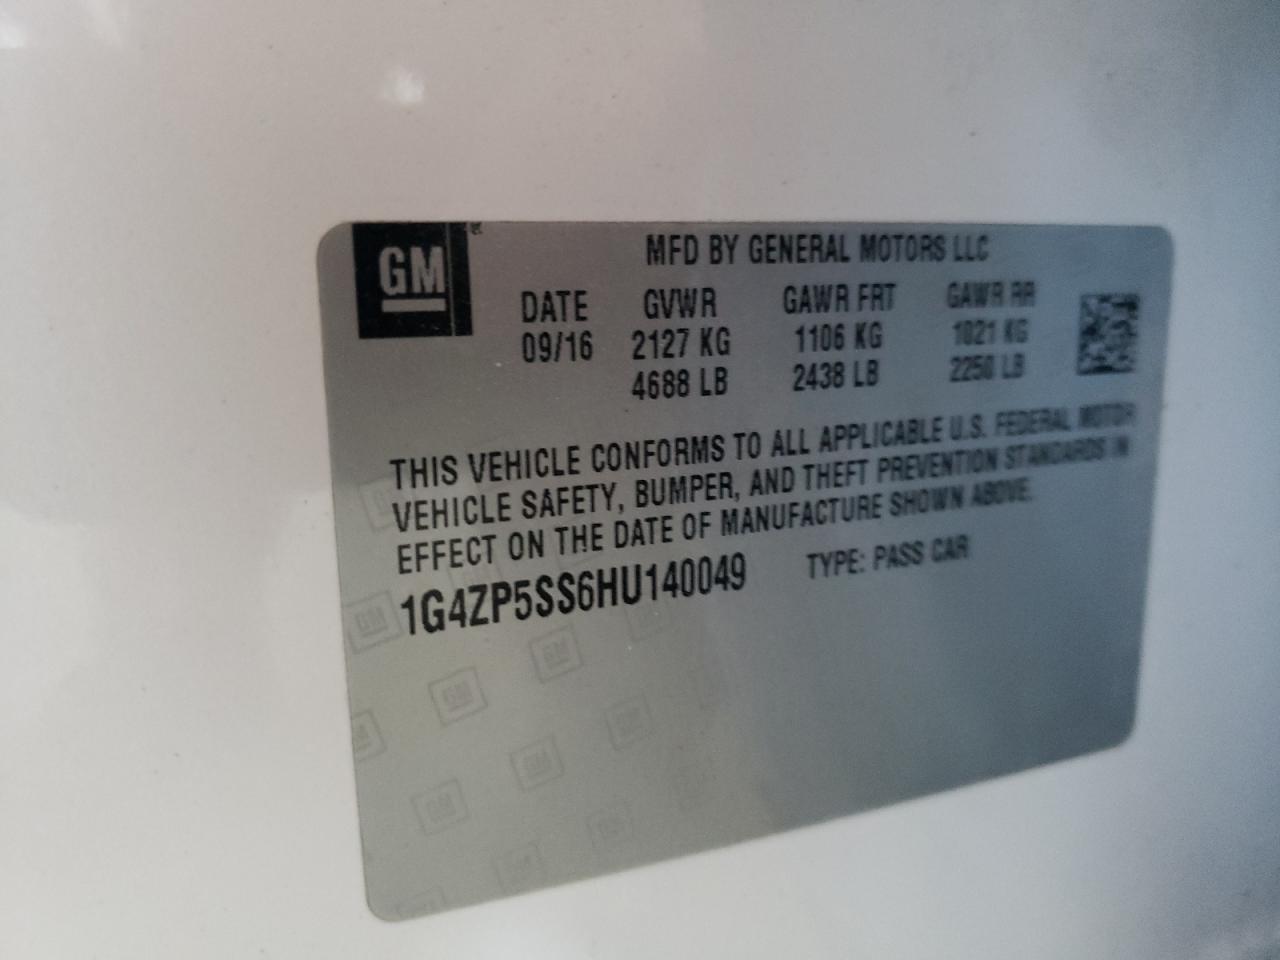 GM
MFD BY GENERAL MOTORS LLC
DATE GVWR GAWR FRT GAWR RR
09/16 2127 KG 1106 KG 1021 KG
4688 LB 2438 LB 2250 LB
THIS VEHICLE CONFORMS TO ALL APPLICABLE U.S. FEDERAL MOTOR
VEHICLE SAFETY, BUMPER, AND THEFT PREVENTION STANDARDS IN
EFFECT ON THE DATE OF MANUFACTURE SHOWN ABOVE.
1G4ZP5SS6HU140049 TYPE: PASS CAR